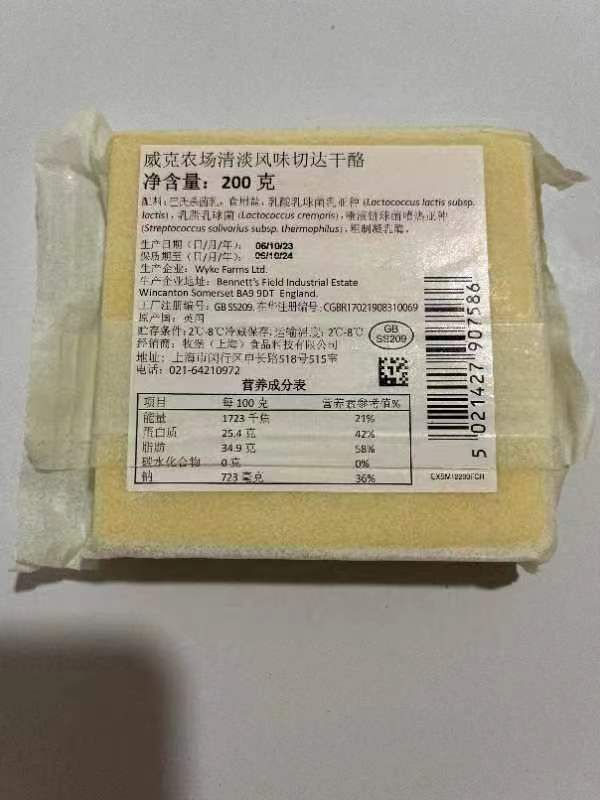 威克农场清淡风味切达干酪
净含量：200 克
配料：巴氏杀菌乳，食用盐，乳酸乳球菌乳亚种 (Lactococcus lactis subsp.
lactis)，乳酸乳球菌 (Lactococcus cremoris)，唾液链球菌嗜热亚种
(Streptococcus salivarius subsp. thermophilus)，粗制凝乳酶。
生产日期（日/月/年）： 06/10/23
保质期至（日/月/年）： 05/10/24
生产企业：Wyke Farms Ltd.
生产企业地址：Bennett's Field Industrial Estate
Wincanton Somerset BA9 9DT England.
工厂注册编号：GB SS209. 在华注册编号：CGBR17021908310069
原产国：英国
贮存条件：2℃-8℃冷藏保存；运输温度：2℃-8℃
GB
SS209
经销商：牧堡（上海）食品科技有限公司
地址：上海市闵行区申长路518号515室
电话：021-64210972
营养成分表
项目 每 100 克 营养素参考值%
能量 1723 千焦 21%
蛋白质 25.4 克 42%
脂肪 34.9 克 58%
碳水化合物 0 克 0%
钠 723 毫克 36%
5 021427 907586